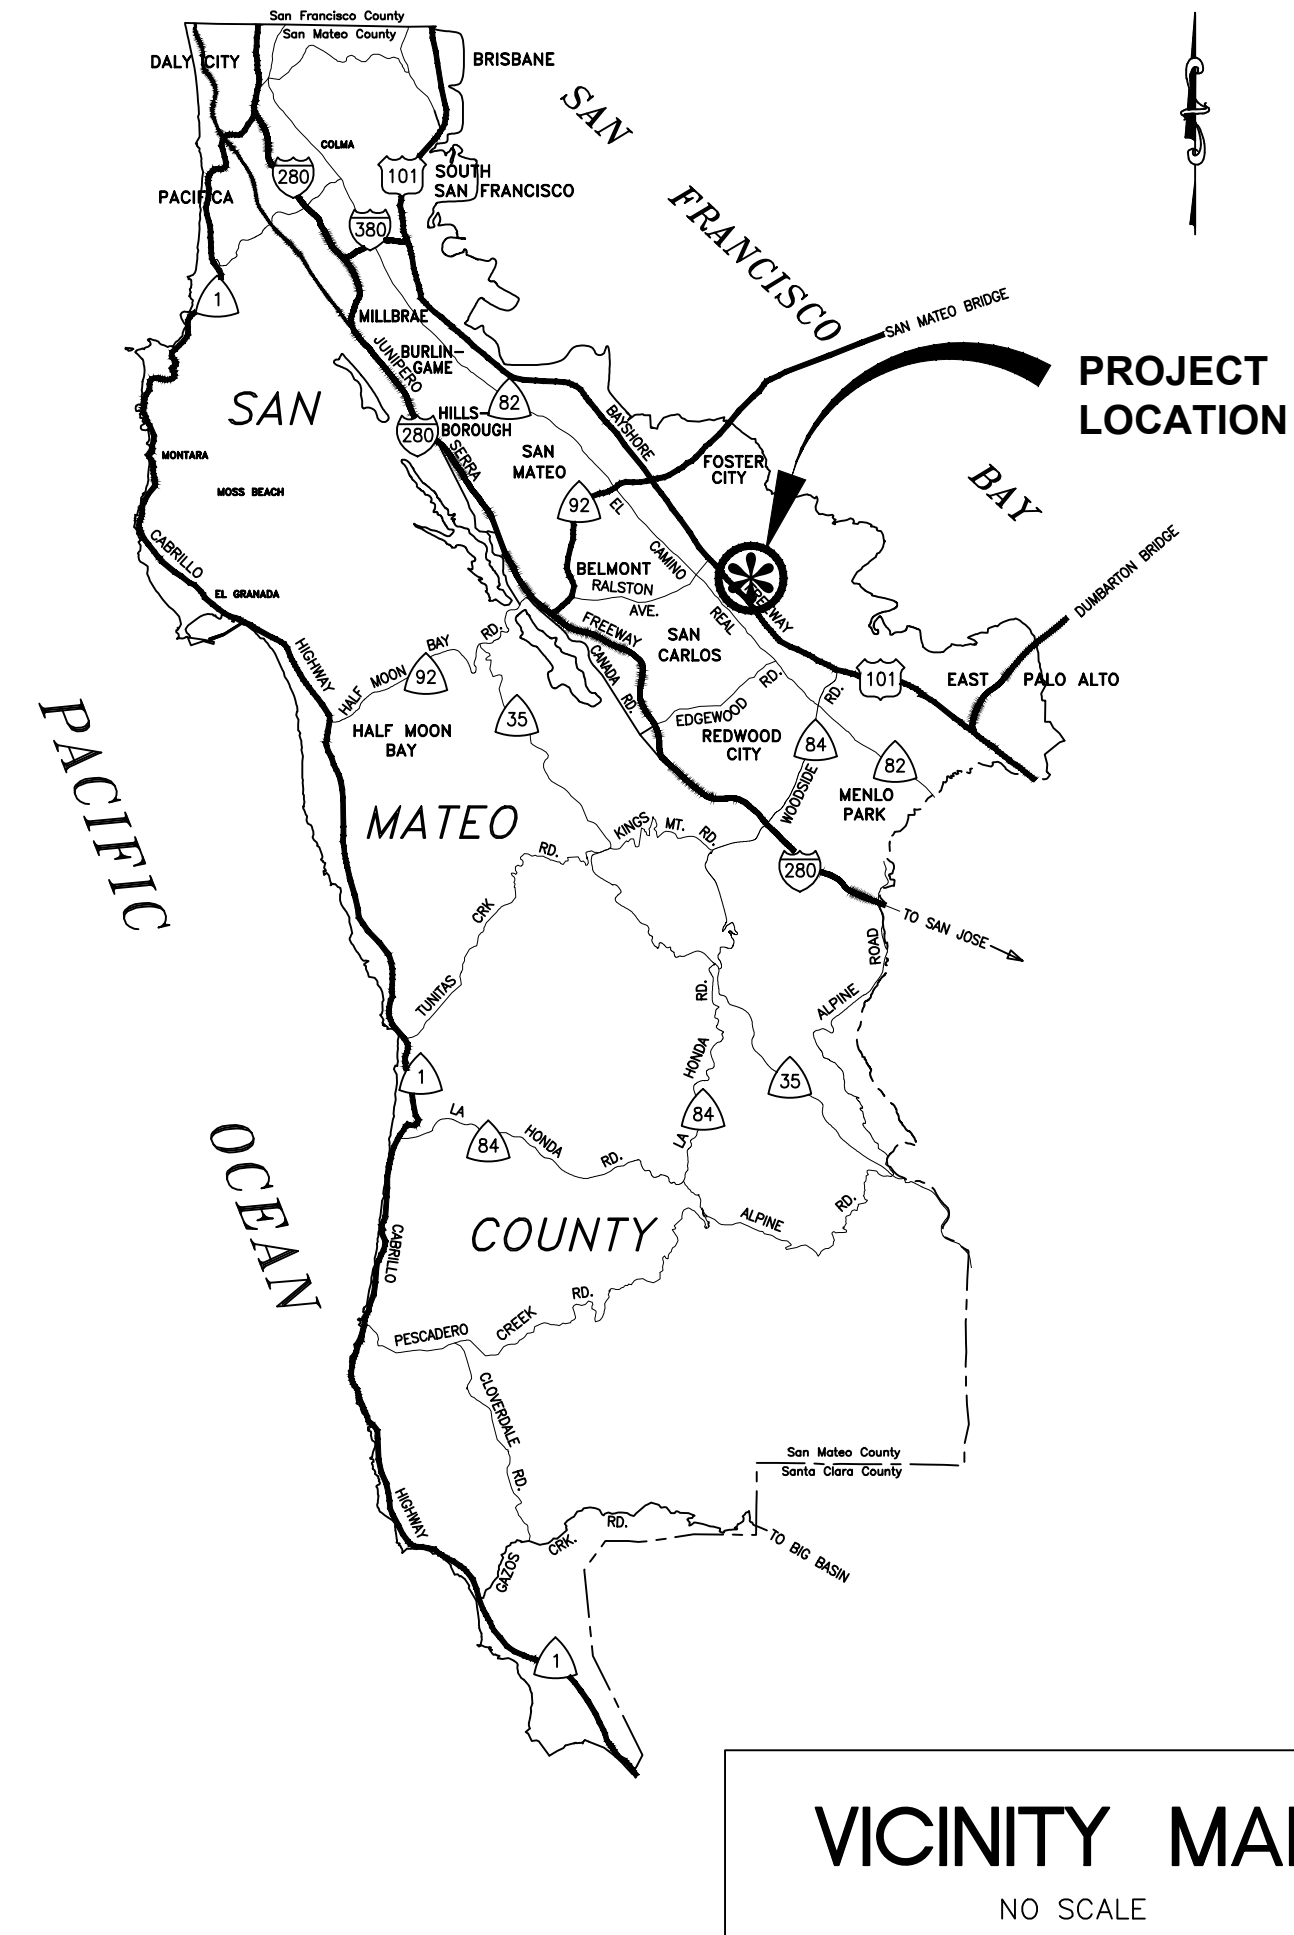 San Francisco County
San Mateo County
DALY CITY
BRISBANE
SAN
COLMA
280
101
SOUTH
SAN FRANCISCO
PACIFICA
380
FRANCISCO
1
MILLBRAE
SAN MATEO BRIDGE
JUNIPERO
BURLIN-
GAME
PROJECT
LOCATION
82
SAN
HILLS-
BOROUGH
280
BAYSHORE
SERRA
SAN
MATEO
MONTARA
FOSTER
CITY
MOSS BEACH
BAY
92
EL
CABRILLO
CAMINO
DUMBARTON BRIDGE
BELMONT
RALSTON
AVE.
EL GRANADA
REAL
FREEWAY
FREEWAY
SAN
CARLOS
HIGHWAY
HALF MOON BAY RD.
92
CANADA RD.
RD.
RD.
101
EAST PALO ALTO
35
EDGEWOOD
HALF MOON
BAY
REDWOOD
CITY
84
82
PACIFIC
WOODSIDE
MENLO
PARK
MATEO
KINGS MT. RD.
RD.
280
CRK
TO SAN JOSE
ROAD
TUNITAS
RD.
ALPINE
HONDA
1
35
LA
84
84
HONDA
LA
RD.
OCEAN
RD.
ALPINE
COUNTY
CABRILLO
RD.
CREEK
PESCADERO
CLOVERDALE
RD.
San Mateo County
Santa Clara County
HIGHWAY
RD.
CRK.
GAZOS
TO BIG BASIN
1
VICINITY MAP
NO SCALE